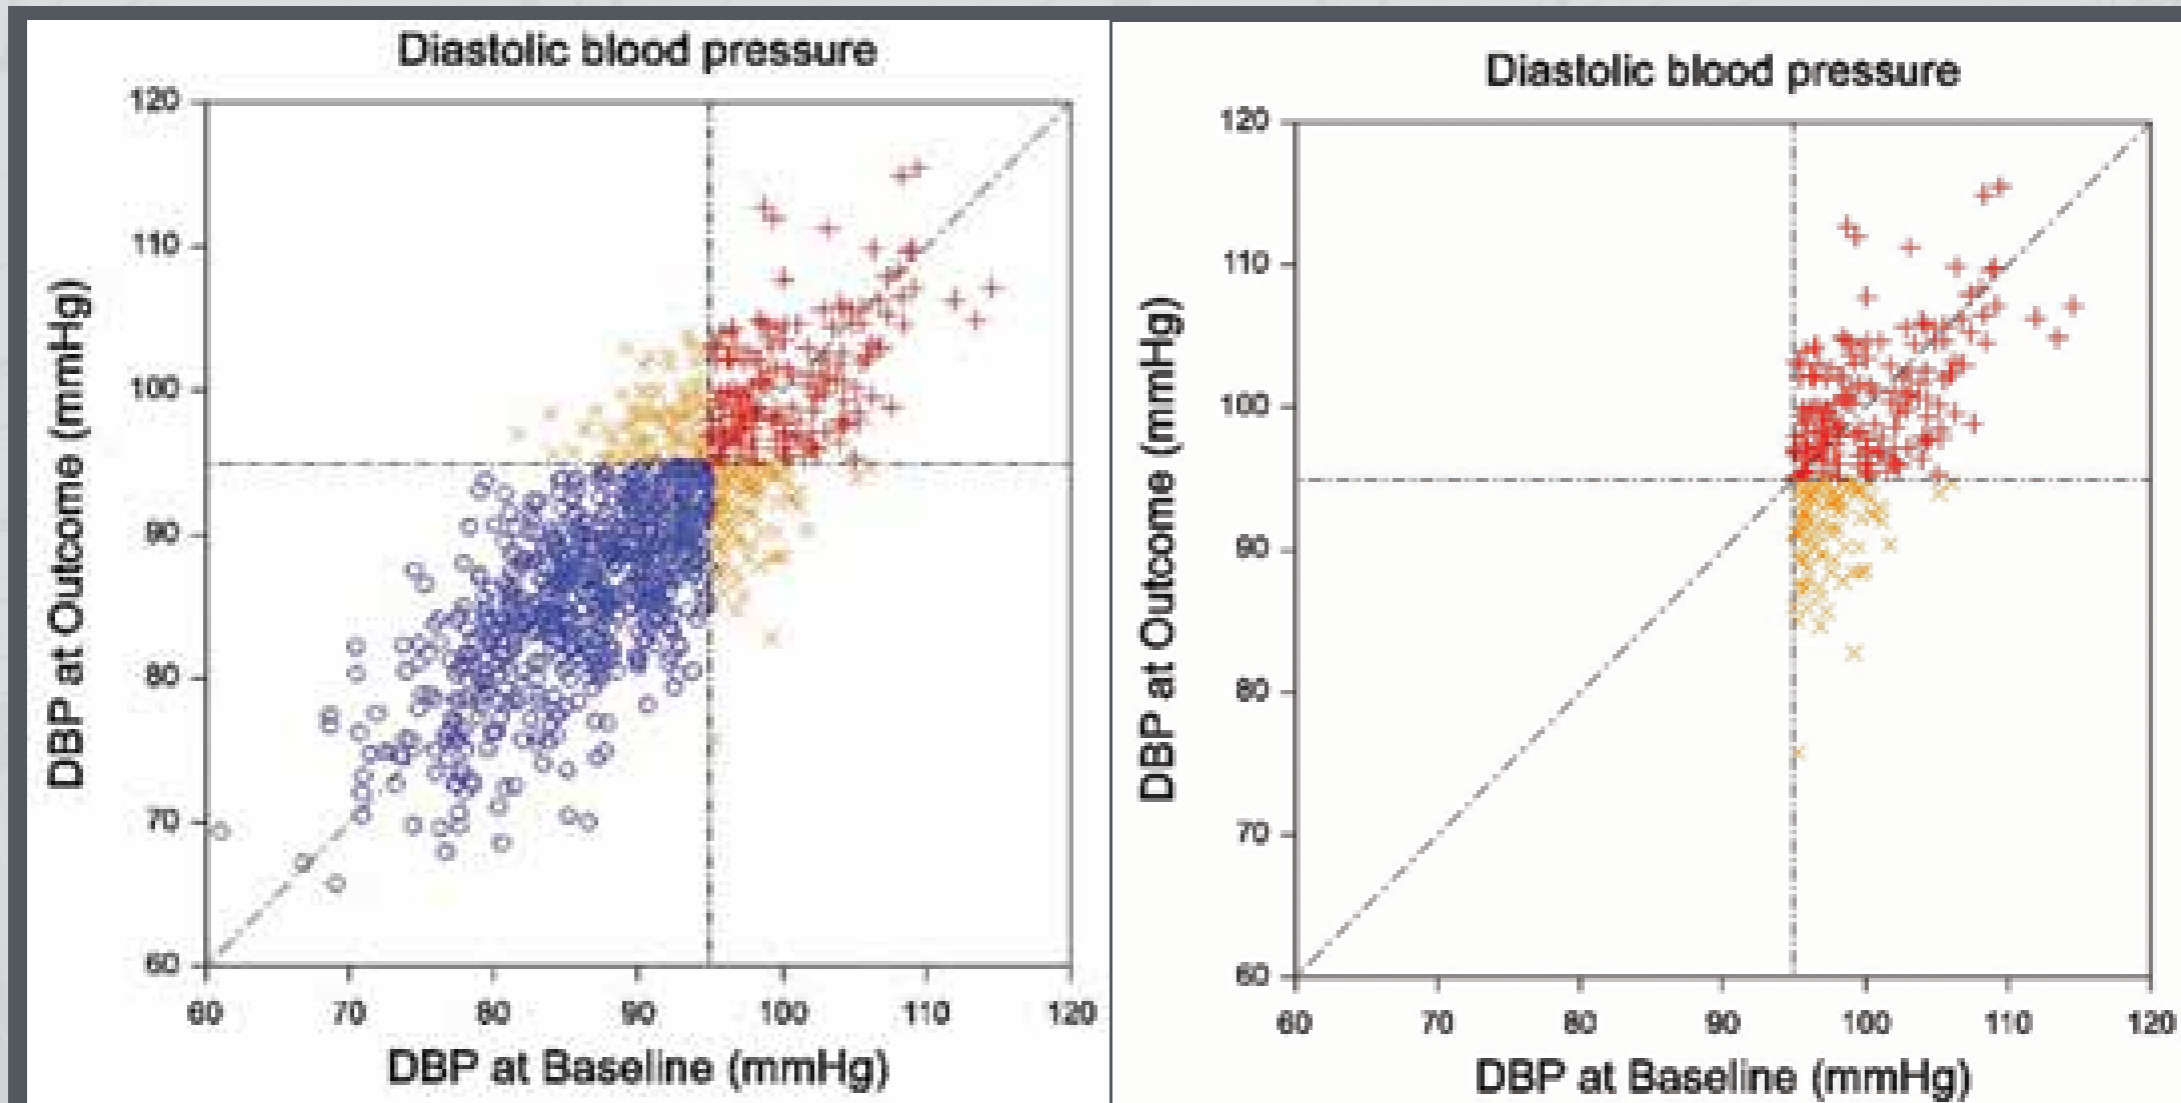 Diastolic blood pressure
120
110
100
90
80
70
60
DBP at Outcome (mmHg)
60 70 80 90 100 110 120
DBP at Baseline (mmHg)
Diastolic blood pressure
120
110
100
90
80
70
60
DBP at Outcome (mmHg)
60 70 80 90 100 110 120
DBP at Baseline (mmHg)